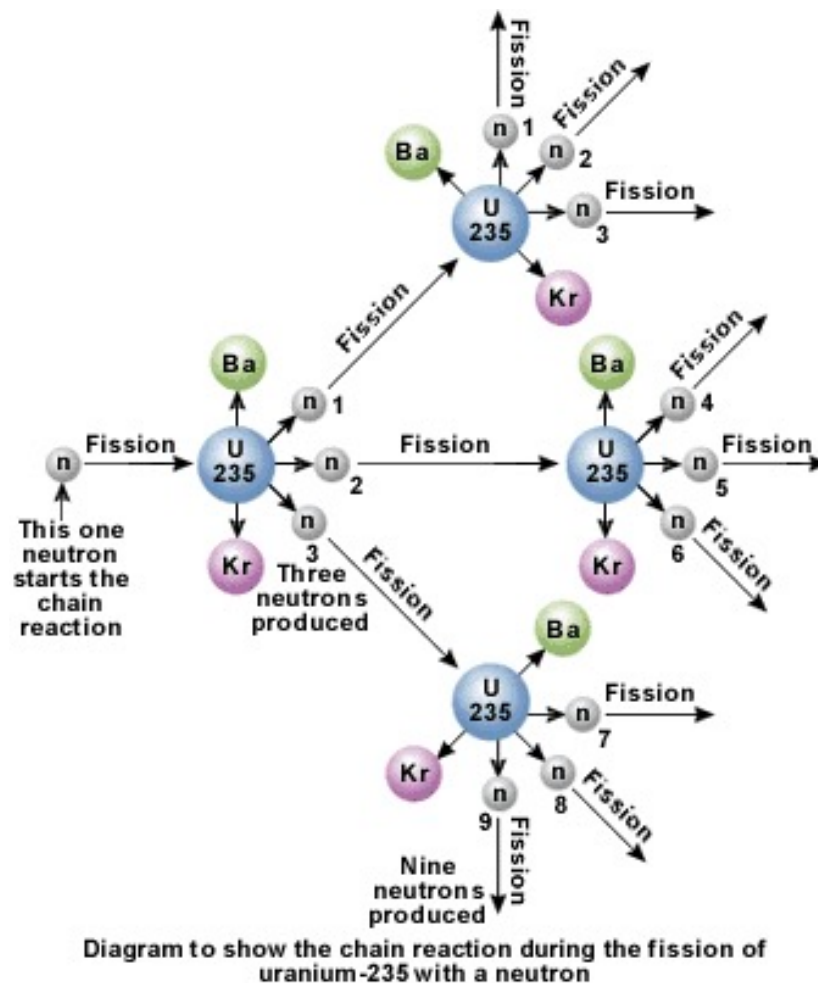 Fission
n 1
Fission
n 2
Ba
U
235
Fission
n 3
Kr
Fission
Ba
n 1
Fission
n
U
235
n 2
Fission
n 3
Kr
Fission
This one
neutron
starts the
chain
reaction
Three
neutrons
produced
Ba
Fission
n 4
U
235
n 5
Fission
n 6
Fission
Kr
Ba
U
235
Fission
n 7
Kr
n 8
Fission
n 9
Fission
Nine
neutrons
produced
Diagram to show the chain reaction during the fission of
uranium-235 with a neutron